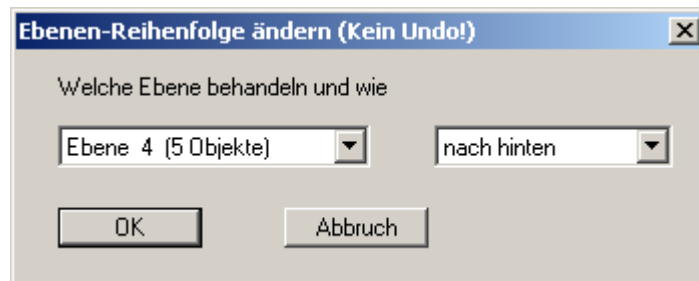 Ebenen-Reihenfolge ändern (Kein Undo!)
Welche Ebene behandeln und wie
Ebene 4 (5 Objekte) nach hinten
OK Abbruch